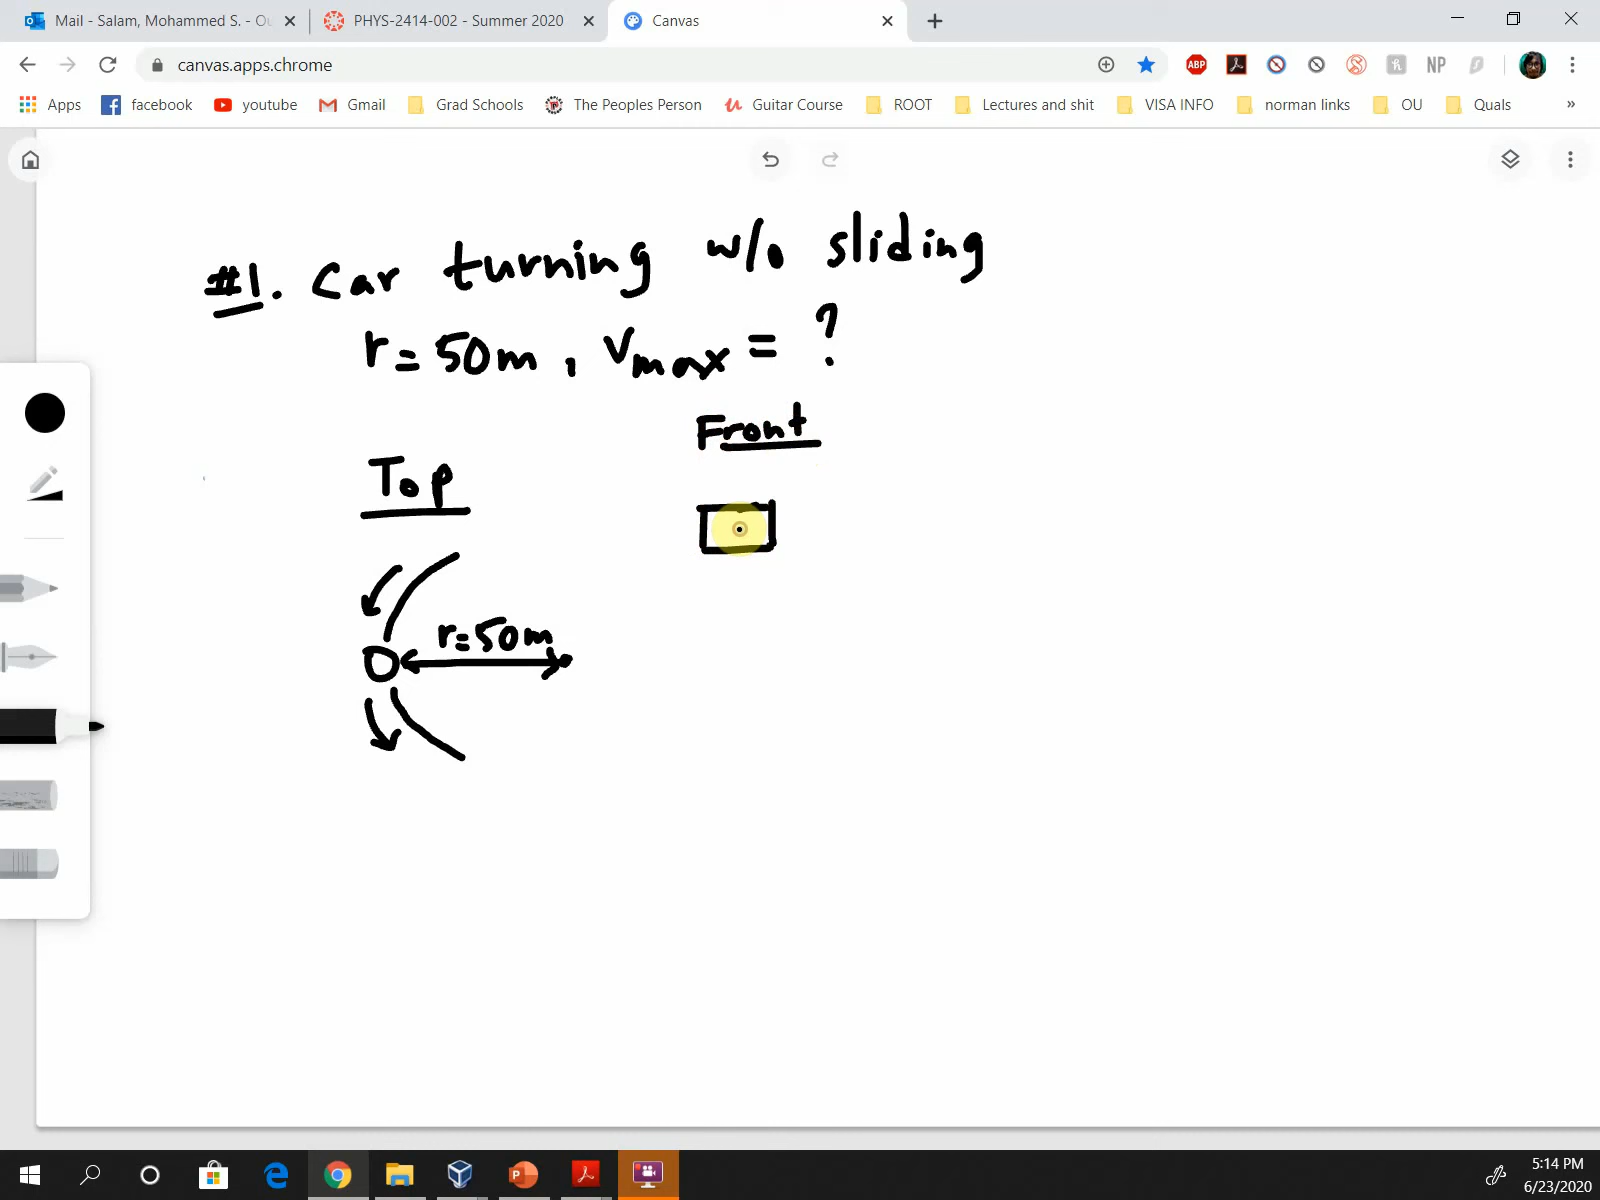 Mail - Salam, Mohammed S. - Ou
PHYS-2414-002 - Summer 2020
Canvas
canvas.apps.chrome
ABP
NP
Apps
facebook
youtube
Gmail
Grad Schools
The Peoples Person
Guitar Course
ROOT
Lectures and shit
VISA INFO
norman links
OU
Quals
»
#1. Car turning w/o sliding
r = 50m, vmax = ?
Front
Top
r=50m
5:14 PM
6/23/2020